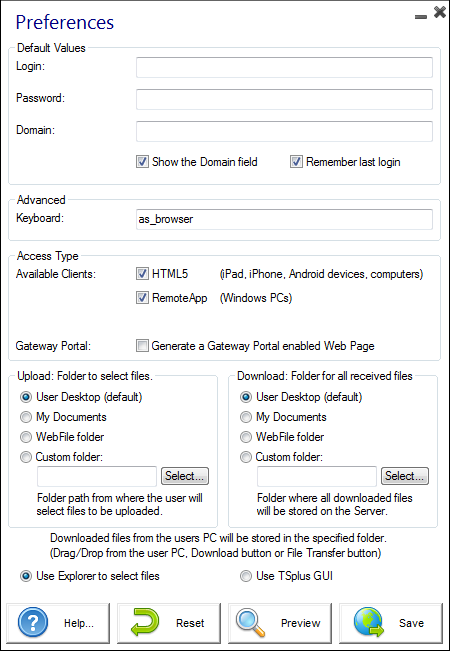 Preferences
Default Values
Login:
Password:
Domain:
Show the Domain field Remember last login
Advanced
Keyboard: as_browser
Access Type
Available Clients: HTML5 (iPad, iPhone, Android devices, computers)
RemoteApp (Windows PCs)
Gateway Portal: Generate a Gateway Portal enabled Web Page
Upload: Folder to select files.
User Desktop (default)
My Documents
WebFile folder
Custom folder:
Select...
Folder path from where the user will
select files to be uploaded.
Download: Folder for all received files
User Desktop (default)
My Documents
WebFile folder
Custom folder:
Select...
Folder where all downloaded files
will be stored on the Server.
Downloaded files from the users PC will be stored in the specified folder.
(Drag/Drop from the user PC, Download button or File Transfer button)
Use Explorer to select files Use TSplus GUI
Help... Reset Preview Save